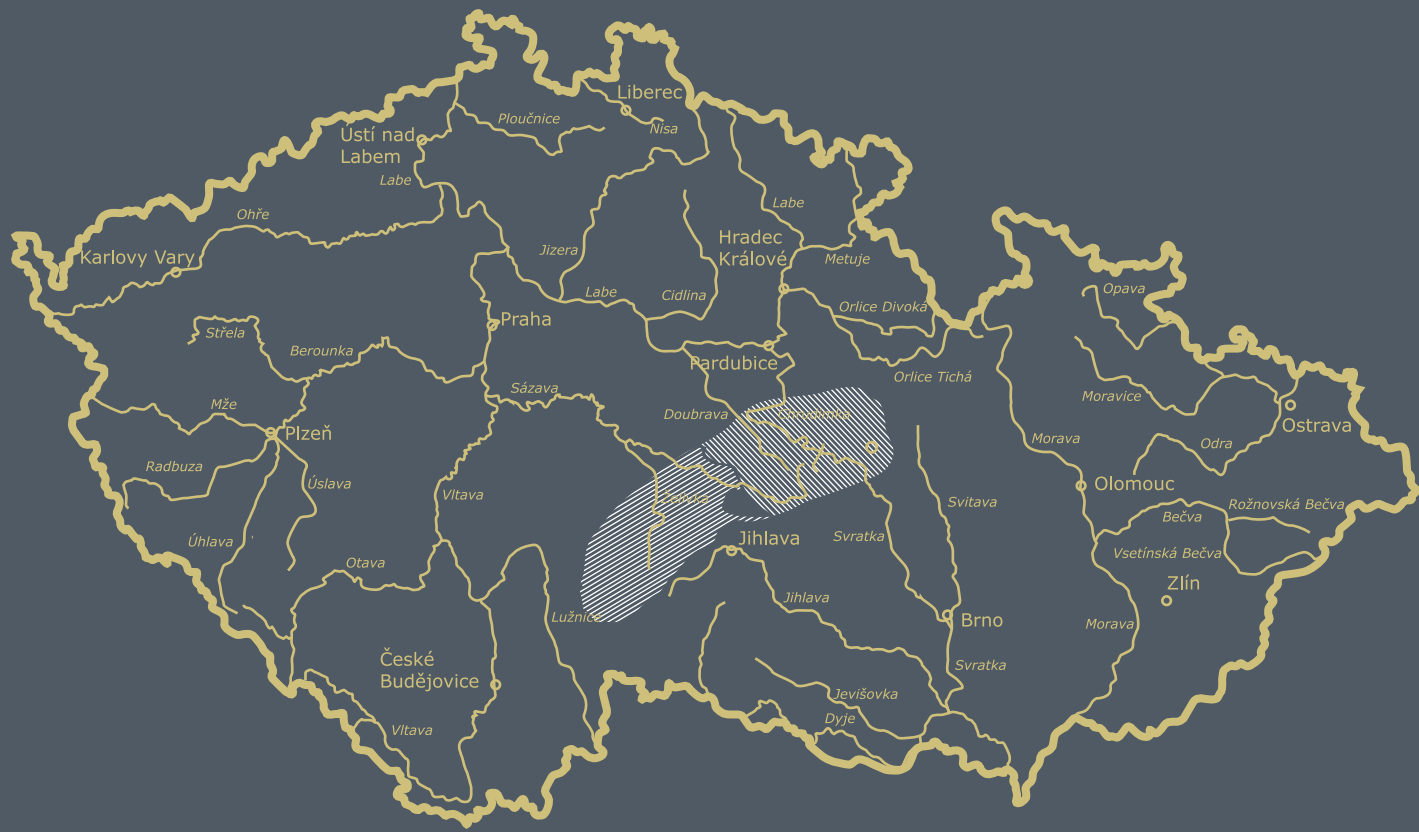 Liberec
Ploučnice
Nisa
Ústí nad
Labem
Labe
Labe
Ohře
Hradec
Králové
Karlovy Vary
Jizera
Metuje
Labe
Cidlina
Opava
Orlice Divoká
Praha
Střela
Berounka
Pardubice
Orlice Tichá
Sázava
Moravice
Mže
Doubrava
Chrudimka
Ostrava
Plzeň
Morava
Odra
Radbuza
Úslava
Vltava
Želivka
Svitava
Olomouc
Rožnovská Bečva
Bečva
Úhlava
Jihlava
Svratka
Vsetínská Bečva
Otava
Zlín
Jihlava
Lužnice
Brno
Morava
České
Budějovice
Svratka
Jevišovka
Dyje
Vltava